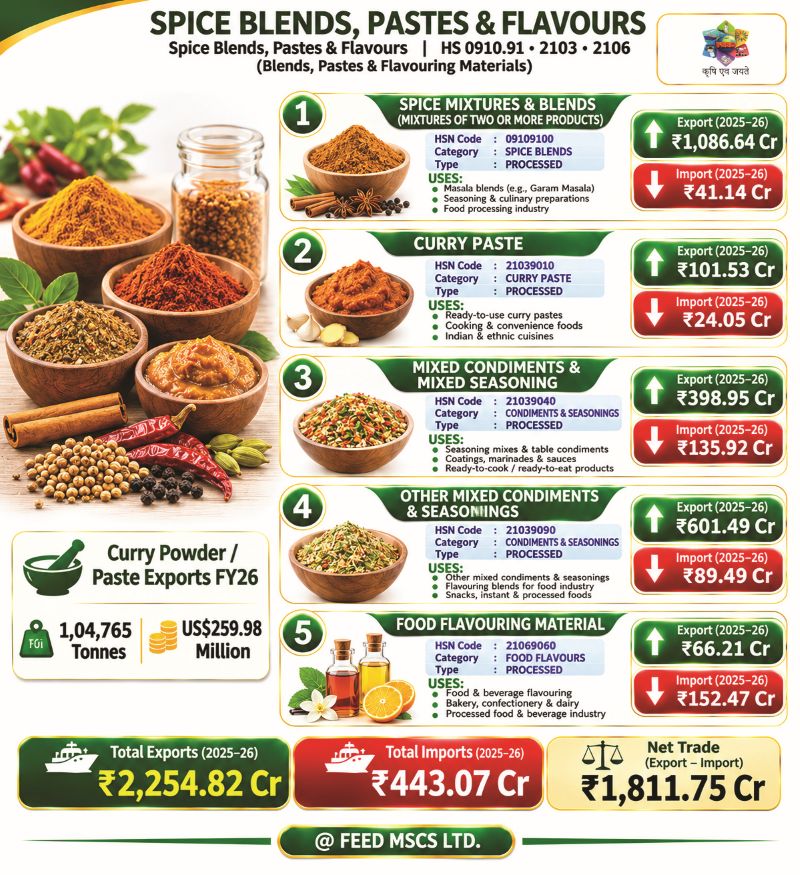 SPICE BLENDS, PASTES & FLAVOURS
Spice Blends, Pastes & Flavours | HS 0910.91 • 2103 • 2106
(Blends, Pastes & Flavouring Materials)
कृषि एव जयते
1
SPICE MIXTURES & BLENDS
(MIXTURES OF TWO OR MORE PRODUCTS)
HSN Code : 09109100
Category : SPICE BLENDS
Type : PROCESSED
USES:
Masala blends (e.g., Garam Masala)
Seasoning & culinary preparations
Food processing industry
Export (2025–26)
₹1,086.64 Cr
Import (2025–26)
₹41.14 Cr
2
CURRY PASTE
HSN Code : 21039010
Category : CURRY PASTE
Type : PROCESSED
USES:
Ready-to-use curry pastes
Cooking & convenience foods
Indian & ethnic cuisines
Export (2025–26)
₹101.53 Cr
Import (2025–26)
₹24.05 Cr
3
MIXED CONDIMENTS &
MIXED SEASONING
HSN Code : 21039040
Category : CONDIMENTS & SEASONINGS
Type : PROCESSED
USES:
Seasoning mixes & table condiments
Coatings, marinades & sauces
Ready-to-cook / ready-to-eat products
Export (2025–26)
₹398.95 Cr
Import (2025–26)
₹135.92 Cr
4
OTHER MIXED CONDIMENTS
& SEASONINGS
HSN Code : 21039090
Category : CONDIMENTS & SEASONINGS
Type : PROCESSED
USES:
Other mixed condiments & seasonings
Flavouring blends for food industry
Snacks, instant & processed foods
Export (2025–26)
₹601.49 Cr
Import (2025–26)
₹89.49 Cr
Curry Powder /
Paste Exports FY26
1,04,765
Tonnes
US$259.98
Million
5
FOOD FLAVOURING MATERIAL
HSN Code : 21069060
Category : FOOD FLAVOURS
Type : PROCESSED
USES:
Food & beverage flavouring
Bakery, confectionery & dairy
Processed food & beverage industry
Export (2025–26)
₹66.21 Cr
Import (2025–26)
₹152.47 Cr
Total Exports (2025–26)
₹2,254.82 Cr
Total Imports (2025–26)
₹443.07 Cr
Net Trade
(Export – Import)
₹1,811.75 Cr
@ FEED MSCS LTD.